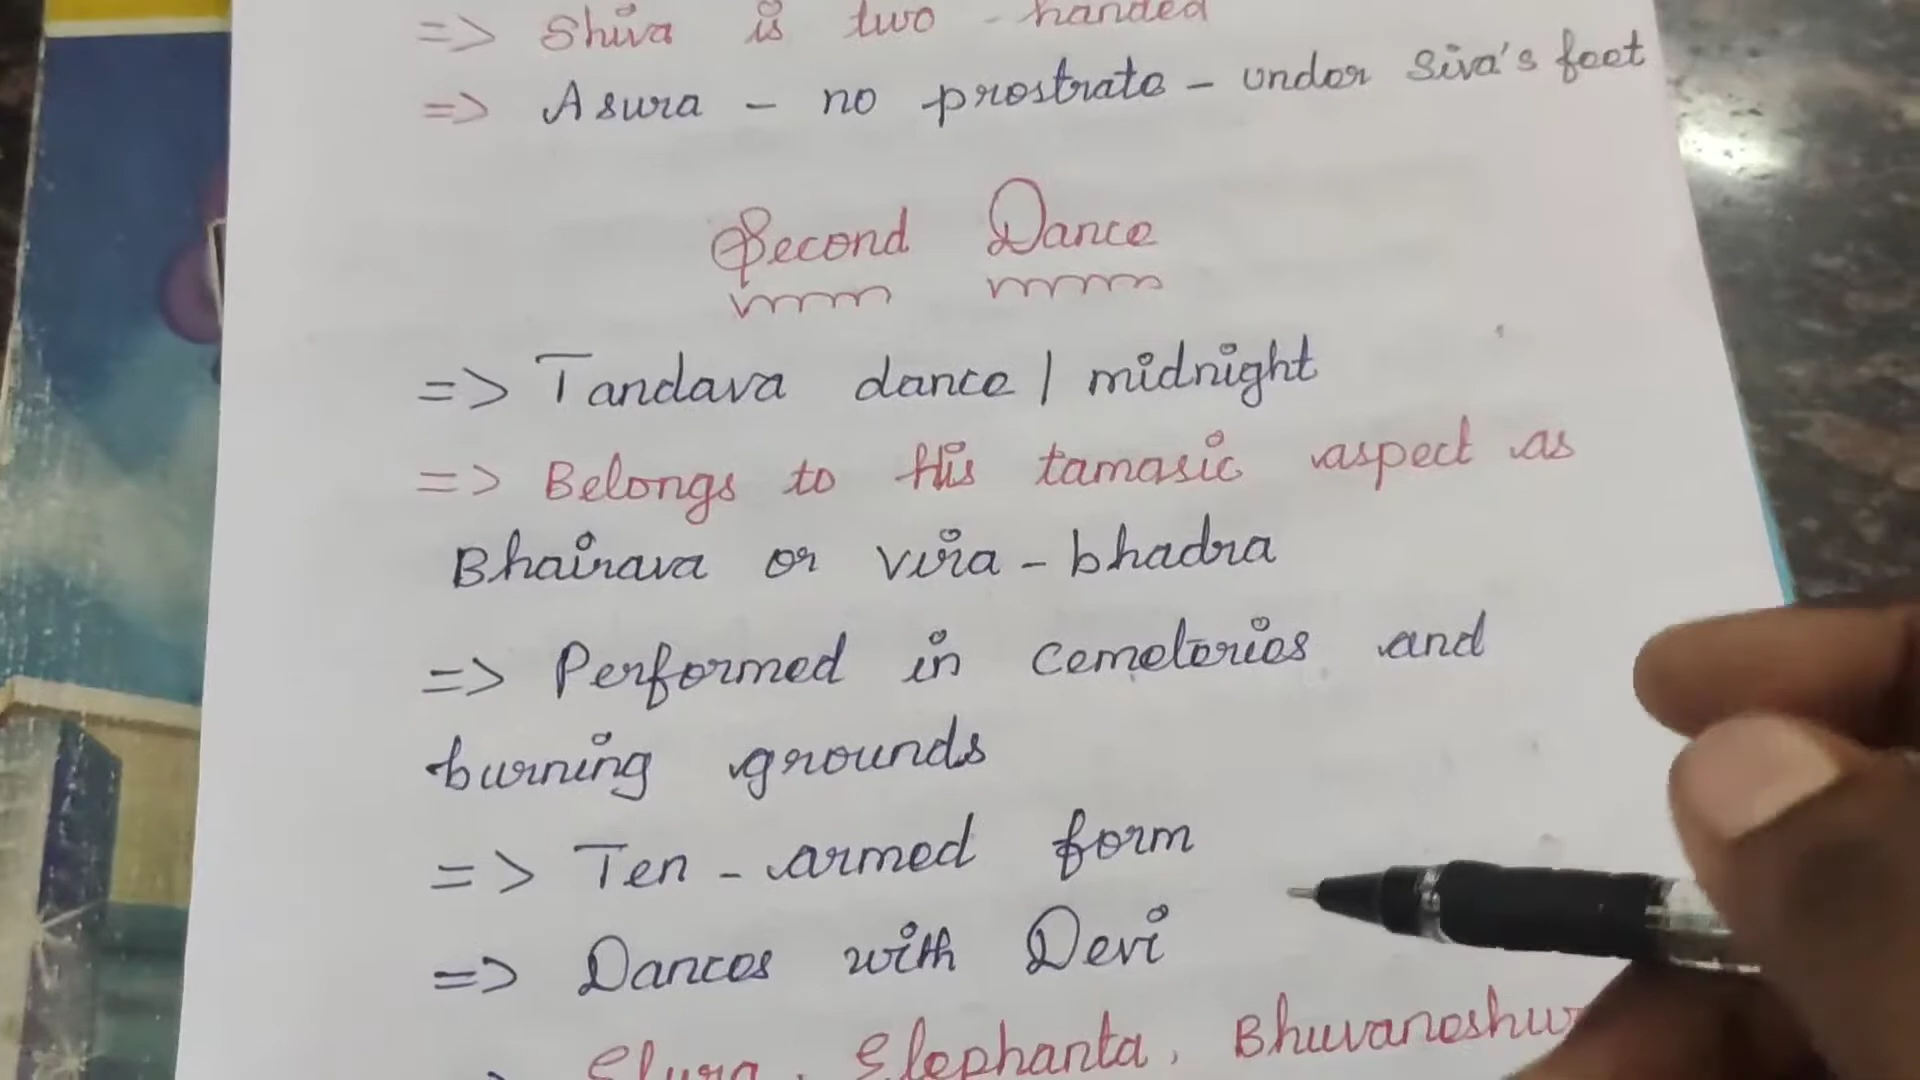 => Shiva is two - handed
=> Asura - no prostrate - under Siva's feet
Second Dance
=> Tandava dance / midnight
=> Belongs to His tamasic aspect as
Bhairava or Vira - bhadra
=> Performed in cemeteries and
burning grounds
=> Ten - armed form
=> Dances with Devi
=> Elura, Elephanta, Bhuvaneshw